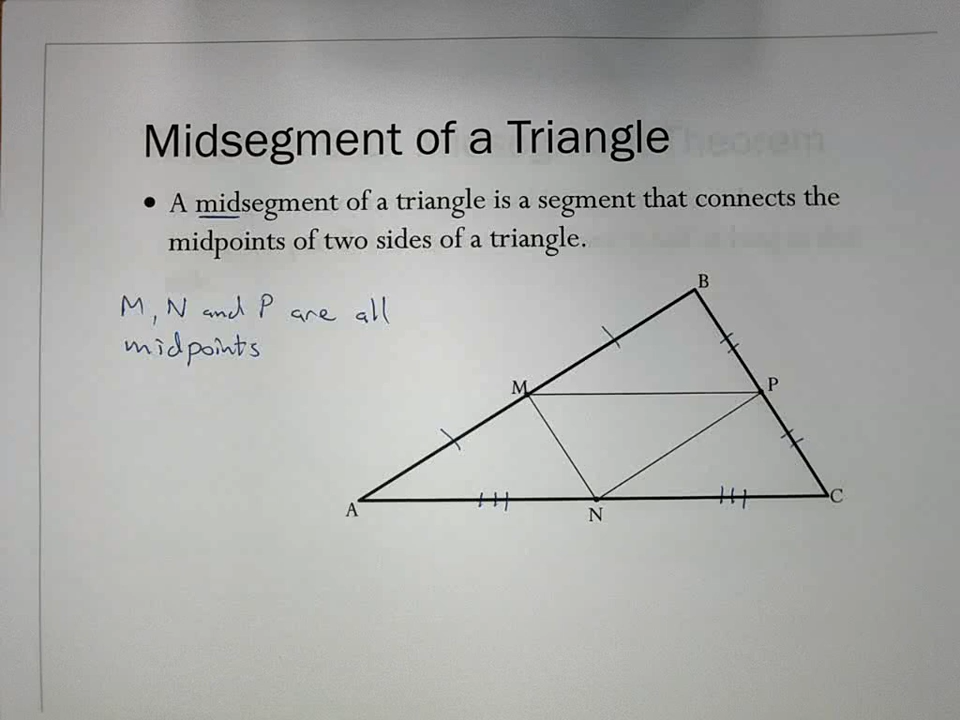 Midsegment of a Triangle
• A midsegment of a triangle is a segment that connects the
midpoints of two sides of a triangle.
M, N and P are all
midpoints
B
M
P
A
N
C